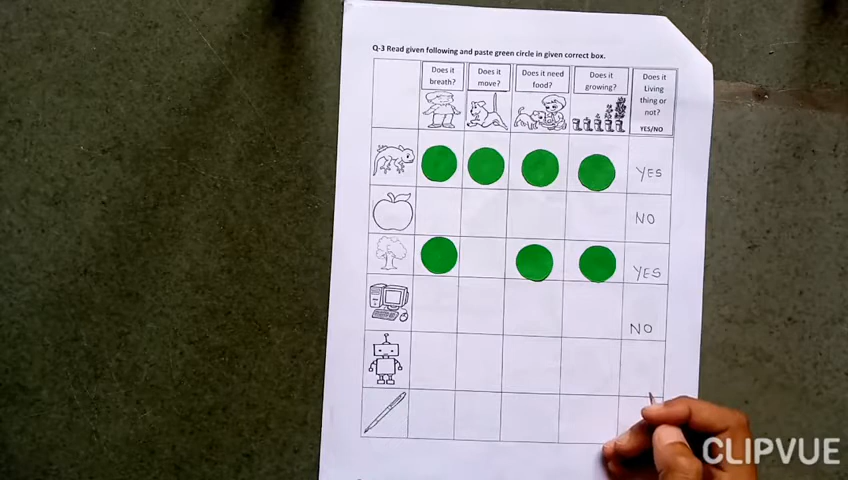 Q-3 Read given following and paste green circle in given correct box.
Does it
breath?
Does it
move?
Does it need
food?
Does it
growing?
Does it
Living
thing or
not?
YES/NO
YES
NO
YES
NO
CLIPVUE